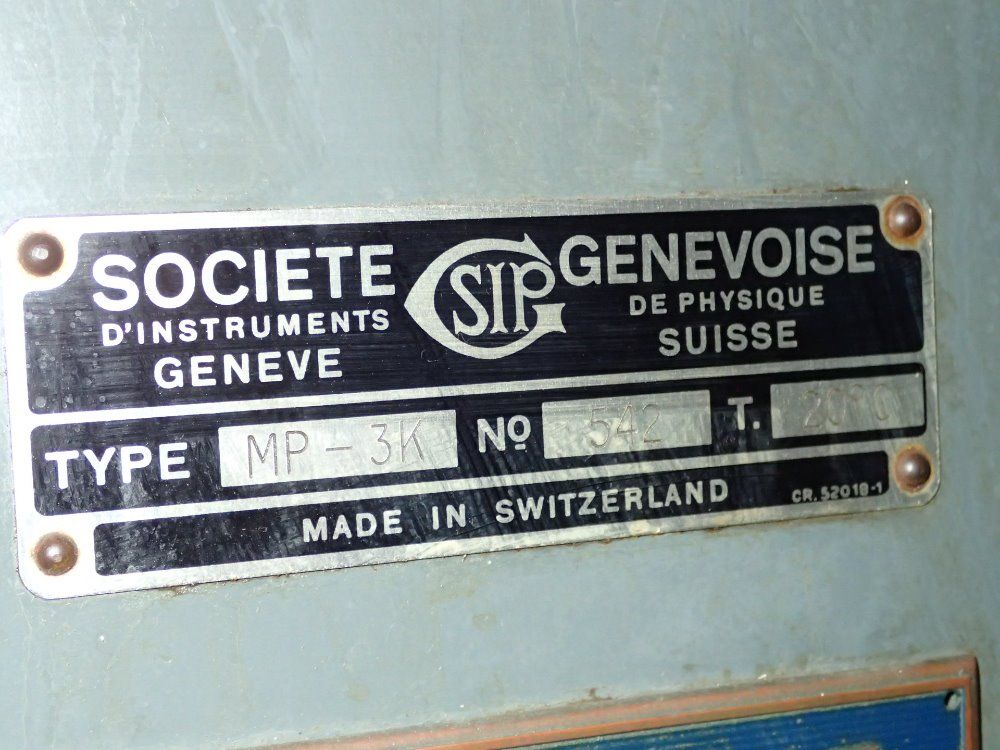 SOCIETE GENEVOISE
D'INSTRUMENTS DE PHYSIQUE
GENEVE SUISSE
SIP
TYPE MP-3K No 542 T. 20°C
MADE IN SWITZERLAND CR. 52018-1